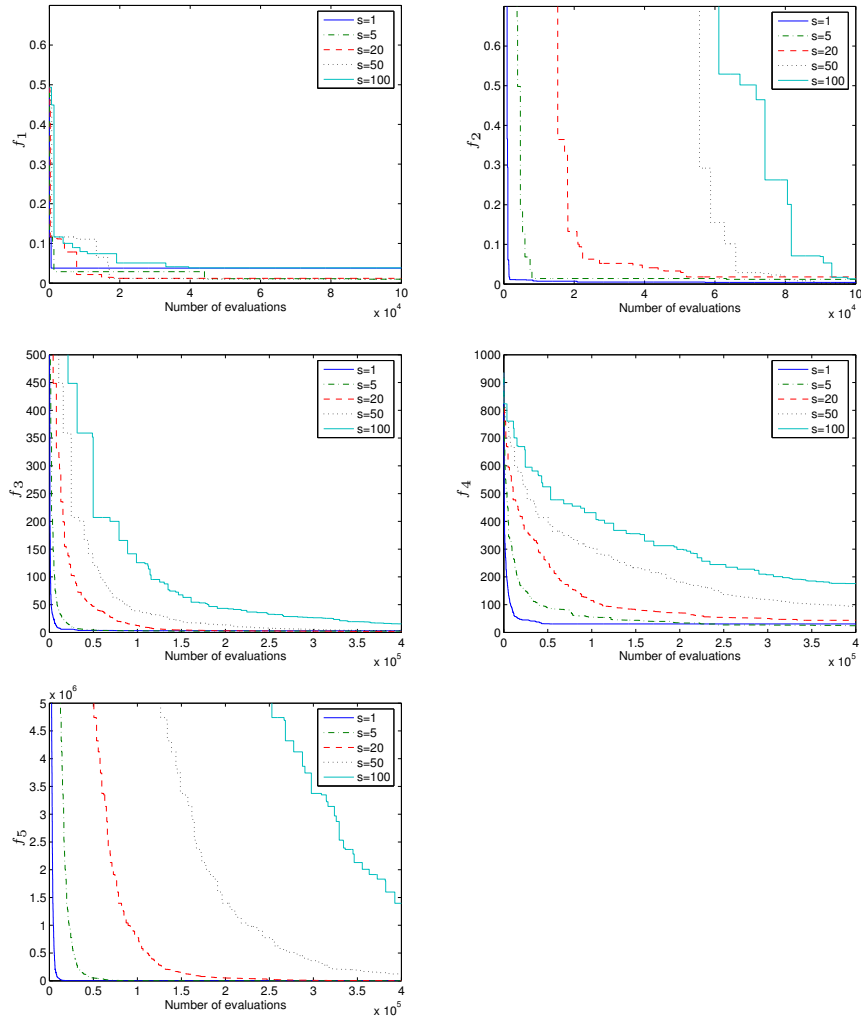 s=1
s=5
s=20
s=50
s=100
0.6
0.5
0.4
0.3
0.2
0.1
0
f1
0 2 4 6 8 10
x 10^4
Number of evaluations
s=1
s=5
s=20
s=50
s=100
0.6
0.5
0.4
0.3
0.2
0.1
0
f2
0 2 4 6 8 10
x 10^4
Number of evaluations
s=1
s=5
s=20
s=50
s=100
500
450
400
350
300
250
200
150
100
50
0
f3
0 0.5 1 1.5 2 2.5 3 3.5 4
x 10^5
Number of evaluations
s=1
s=5
s=20
s=50
s=100
1000
900
800
700
600
500
400
300
200
100
0
f4
0 0.5 1 1.5 2 2.5 3 3.5 4
x 10^5
Number of evaluations
x 10^6
s=1
s=5
s=20
s=50
s=100
5
4.5
4
3.5
3
2.5
2
1.5
1
0.5
0
f5
0 0.5 1 1.5 2 2.5 3 3.5 4
x 10^5
Number of evaluations